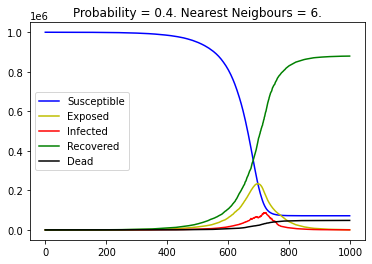 Probability = 0.4. Nearest Neigbours = 6.
1e6
1.0
0.8
0.6
0.4
0.2
0.0
Susceptible
Exposed
Infected
Recovered
Dead
0 200 400 600 800 1000